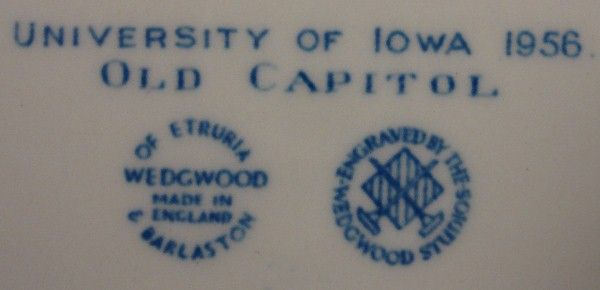 UNIVERSITY OF IOWA 1956.
OLD CAPITOL
OF ETRURIA
WEDGWOOD
MADE IN
ENGLAND
& BARLASTON
ENGRAVED BY THE
WEDGWOOD STUDIOS